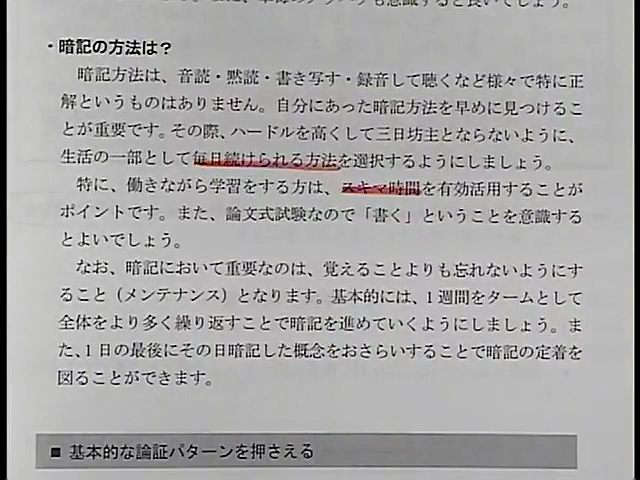 ・暗記の方法は？
暗記方法は、音読・黙読・書き写す・録音して聴くなど様々で特に正
解というものはありません。自分にあった暗記方法を早めに見つけるこ
とが重要です。その際、ハードルを高くして三日坊主とならないように、
生活の一部として毎日続けられる方法を選択するようにしましょう。
特に、働きながら学習をする方は、スキマ時間を有効活用することが
ポイントです。また、論文式試験なので「書く」ということを意識する
とよいでしょう。
なお、暗記において重要なのは、覚えることよりも忘れないようにす
ること（メンテナンス）となります。基本的には、1週間をタームとして
全体をより多く繰り返すことで暗記を進めていくようにしましょう。ま
た、1日の最後にその日暗記した概念をおさらいすることで暗記の定着を
図ることができます。
■ 基本的な論証パターンを押さえる